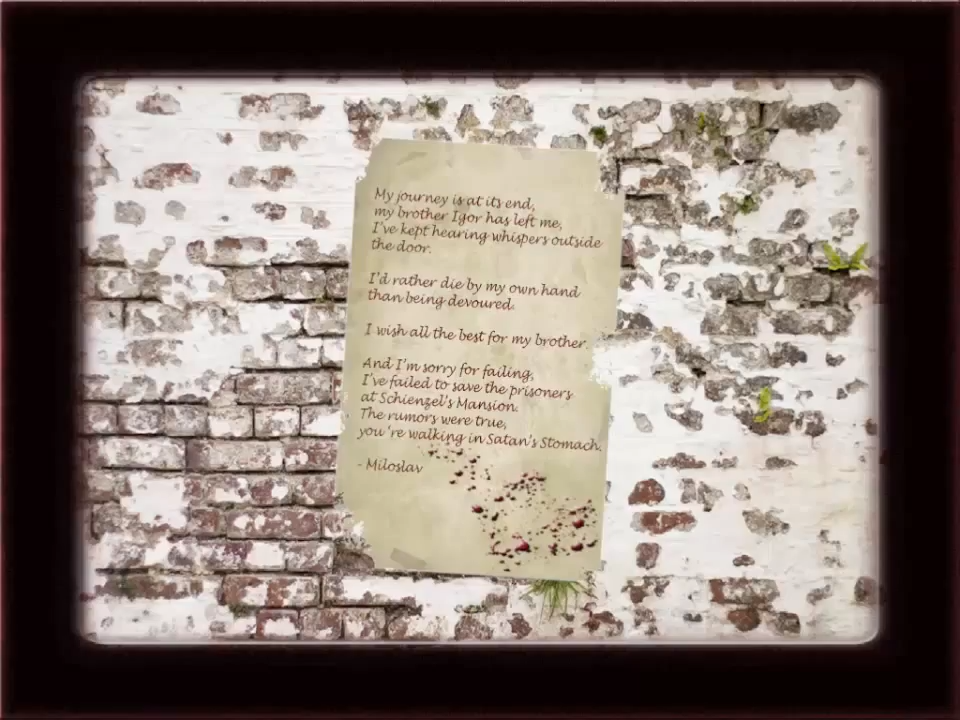 My journey is at its end,
my brother Igor has left me,
I've kept hearing whispers outside
the door.
I'd rather die by my own hand
than being devoured.
I wish all the best for my brother.
And I'm sorry for failing,
I've failed to save the prisoners
at Schienzel's Mansion.
The rumors were true,
you're walking in Satan's Stomach.
- Miloslav